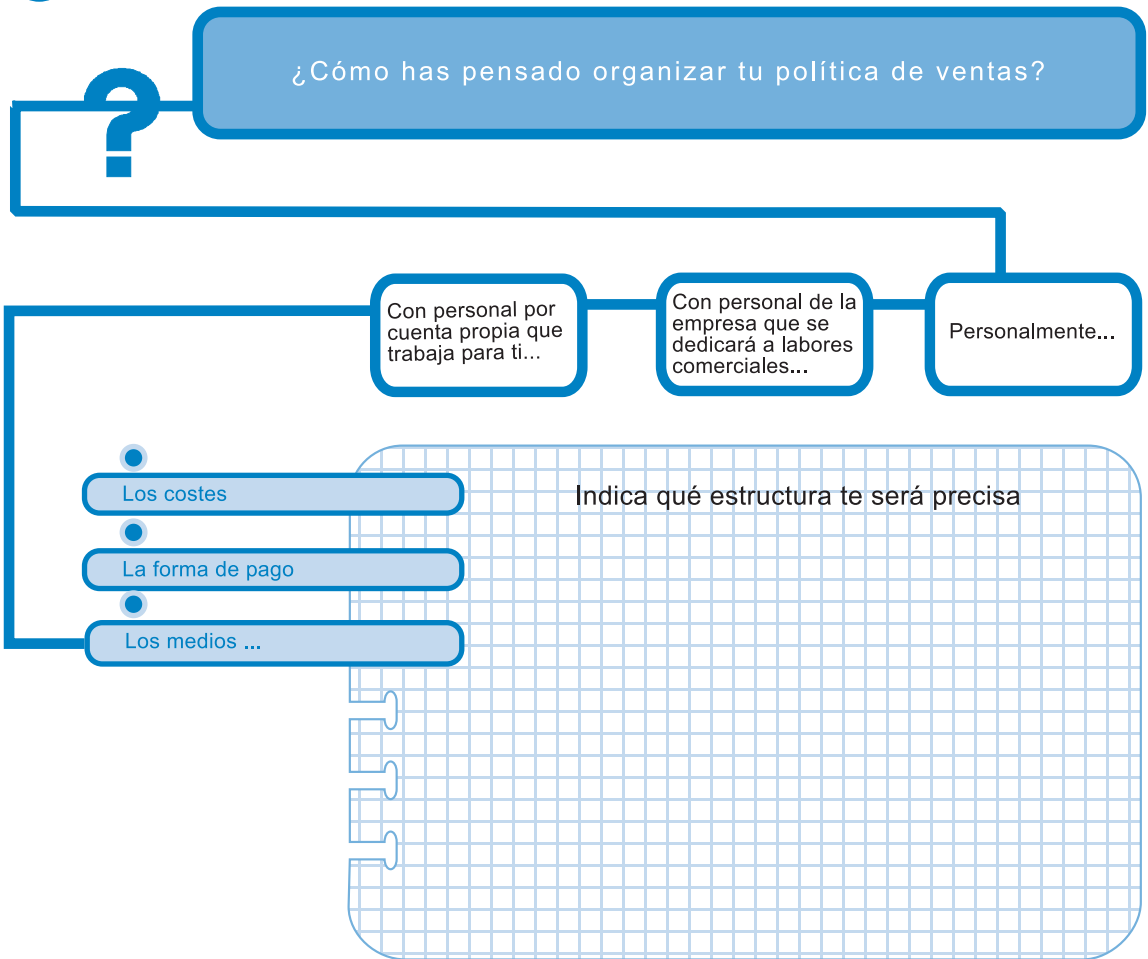 ¿Cómo has pensado organizar tu política de ventas?
?
Con personal por
cuenta propia que
trabaja para ti...
Con personal de la
empresa que se
dedicará a labores
comerciales...
Personalmente...
Los costes
La forma de pago
Los medios ...
Indica qué estructura te será precisa